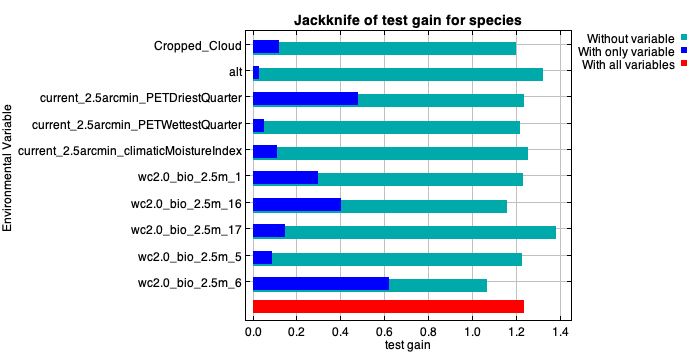 Jackknife of test gain for species
Without variable
With only variable
With all variables
Environmental Variable
Cropped_Cloud
alt
current_2.5arcmin_PETDriestQuarter
current_2.5arcmin_PETWettestQuarter
current_2.5arcmin_climaticMoistureIndex
wc2.0_bio_2.5m_1
wc2.0_bio_2.5m_16
wc2.0_bio_2.5m_17
wc2.0_bio_2.5m_5
wc2.0_bio_2.5m_6
0.0 0.2 0.4 0.6 0.8 1.0 1.2 1.4
test gain